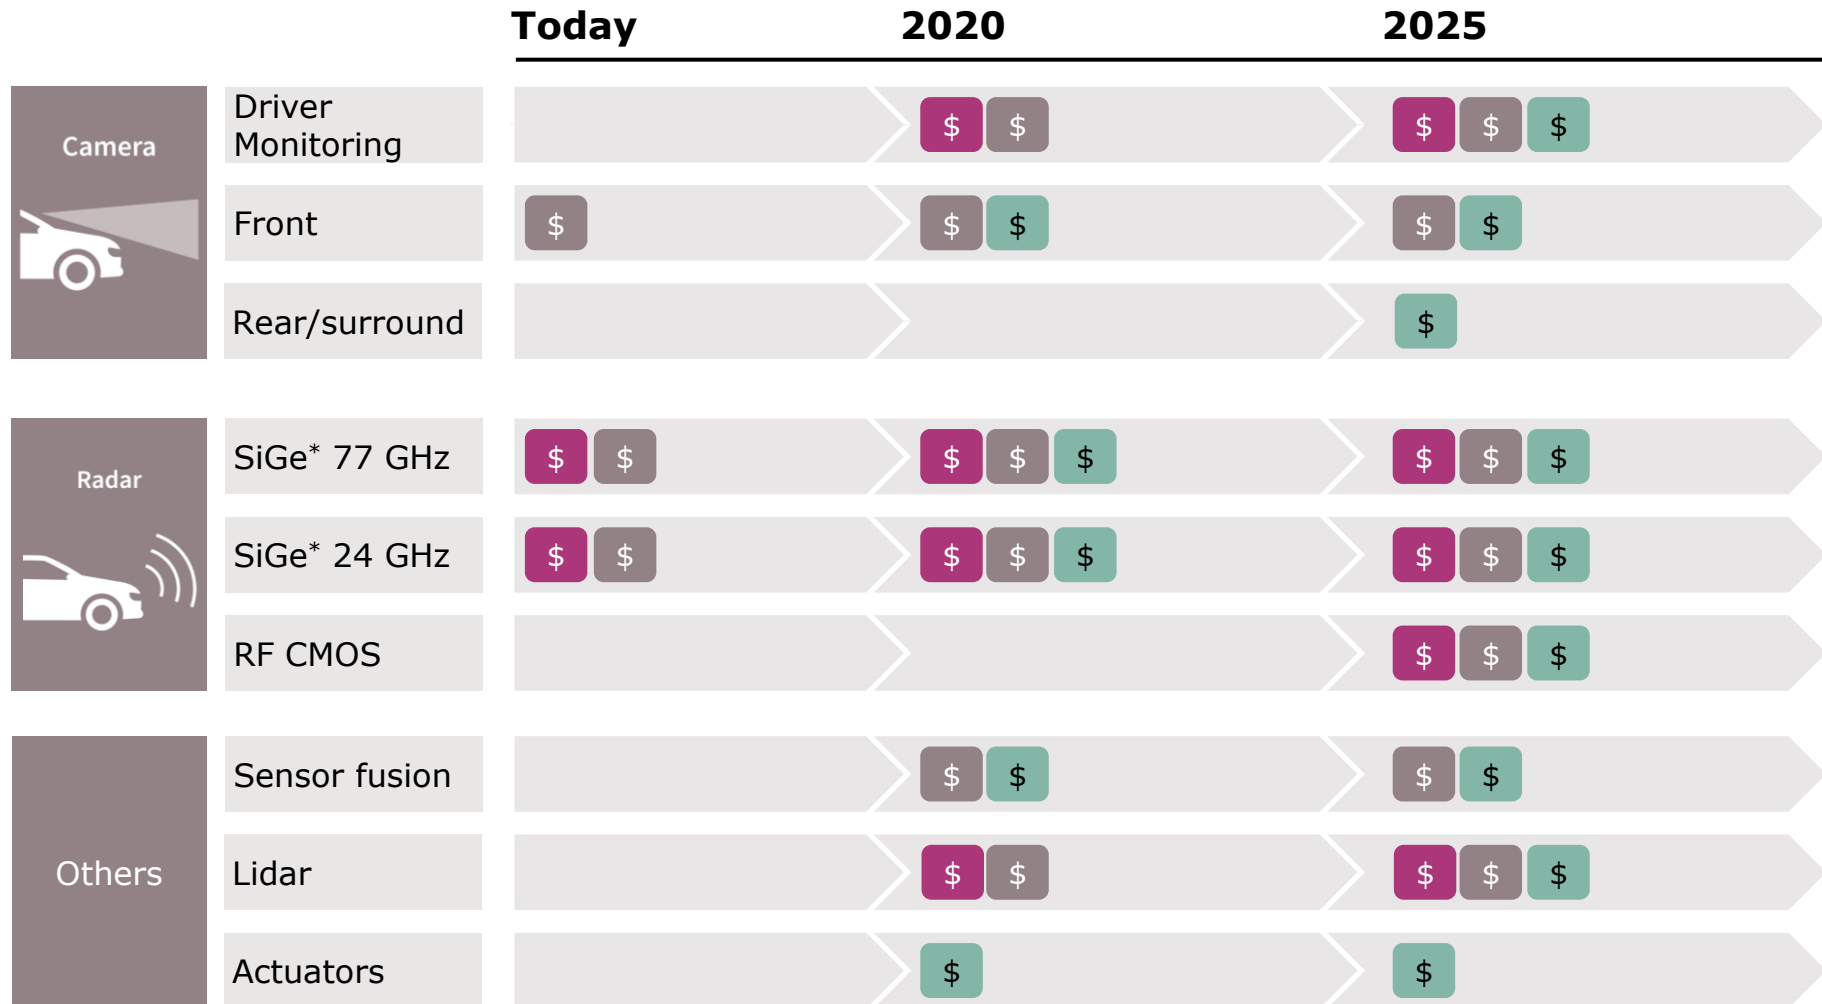 Today 2020 2025
Camera
Driver
Monitoring
$ $ $ $ $
Front
$ $ $ $ $
Rear/surround
$
Radar
SiGe* 77 GHz
$ $ $ $ $ $ $ $
SiGe* 24 GHz
$ $ $ $ $ $ $ $
RF CMOS
$ $ $
Others
Sensor fusion
$ $ $ $
Lidar
$ $ $ $ $
Actuators
$ $